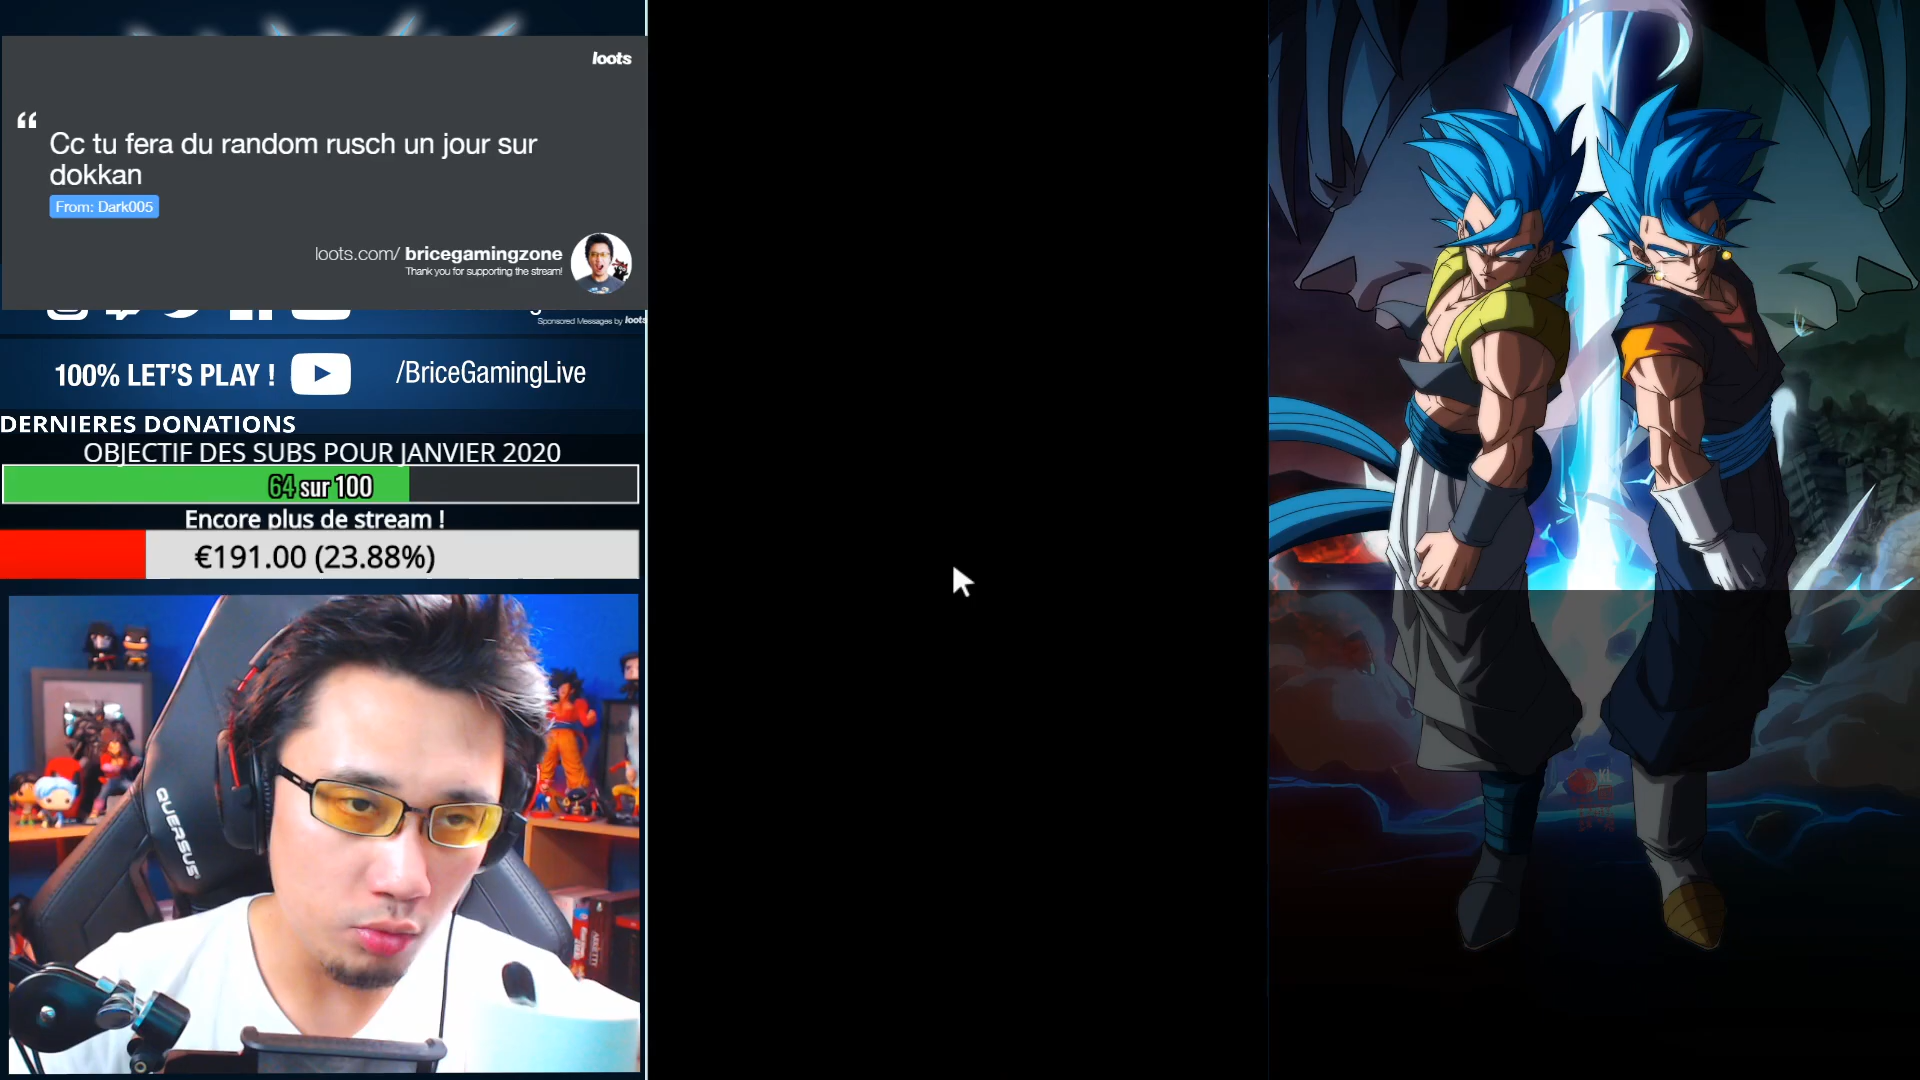 loots
“
Cc tu fera du random rusch un jour sur
dokkan
From: Dark005
loots.com/ bricegamingzone
Thank you for supporting the stream!
Sponsored Messages by loots
100% LET'S PLAY ! /BriceGamingLive
DERNIERES DONATIONS
OBJECTIF DES SUBS POUR JANVIER 2020
64 sur 100
Encore plus de stream !
€191.00 (23.88%)
QUERSUS